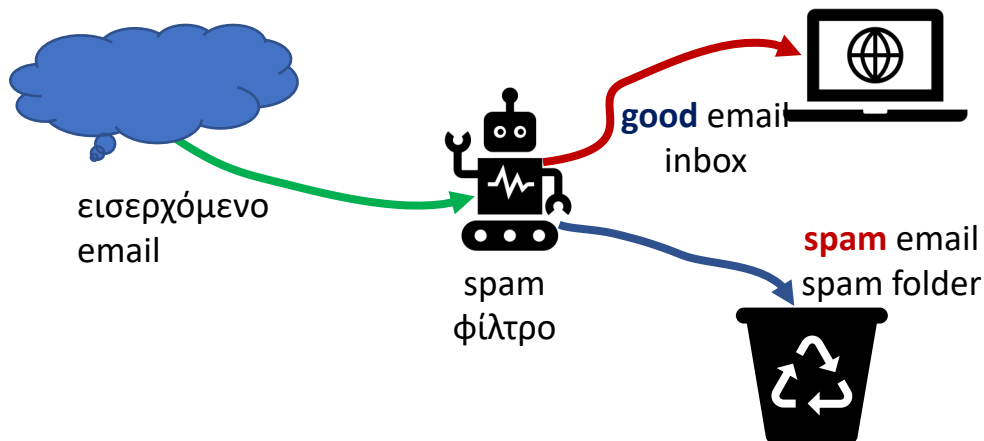 εισερχόμενο
email
spam
φίλτρο
good email
inbox
spam email
spam folder